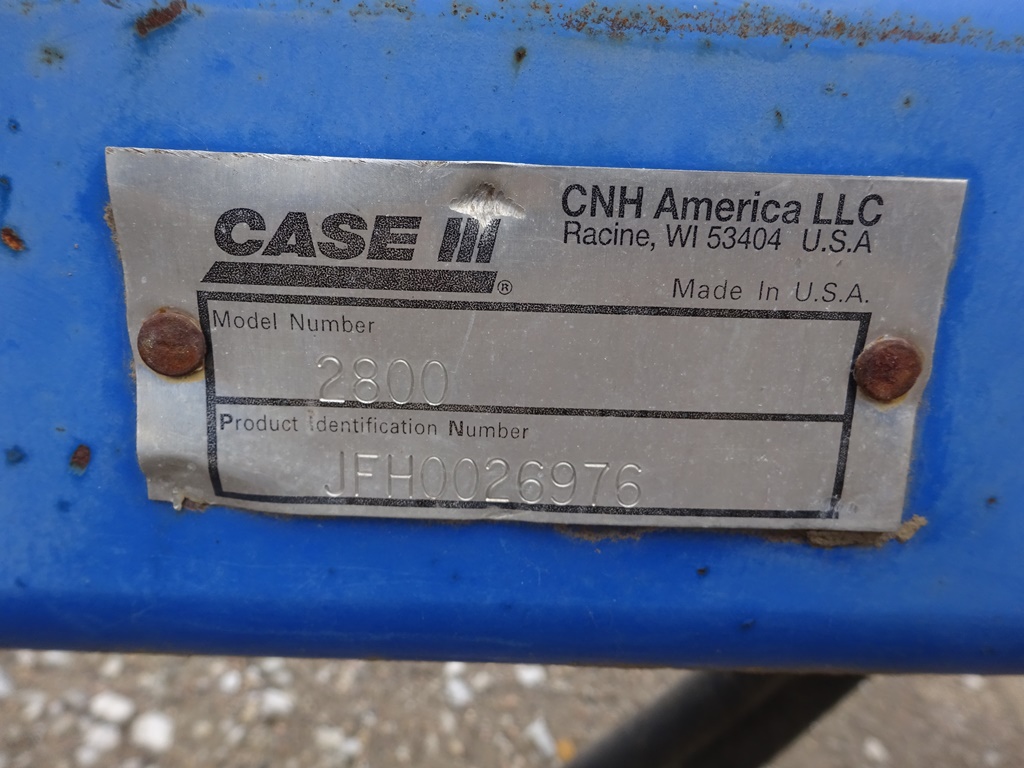 CASE III
®
CNH America LLC
Racine, WI 53404 U.S.A
Made In U.S.A.
Model Number
2800
Product Identification Number
JFH0026976